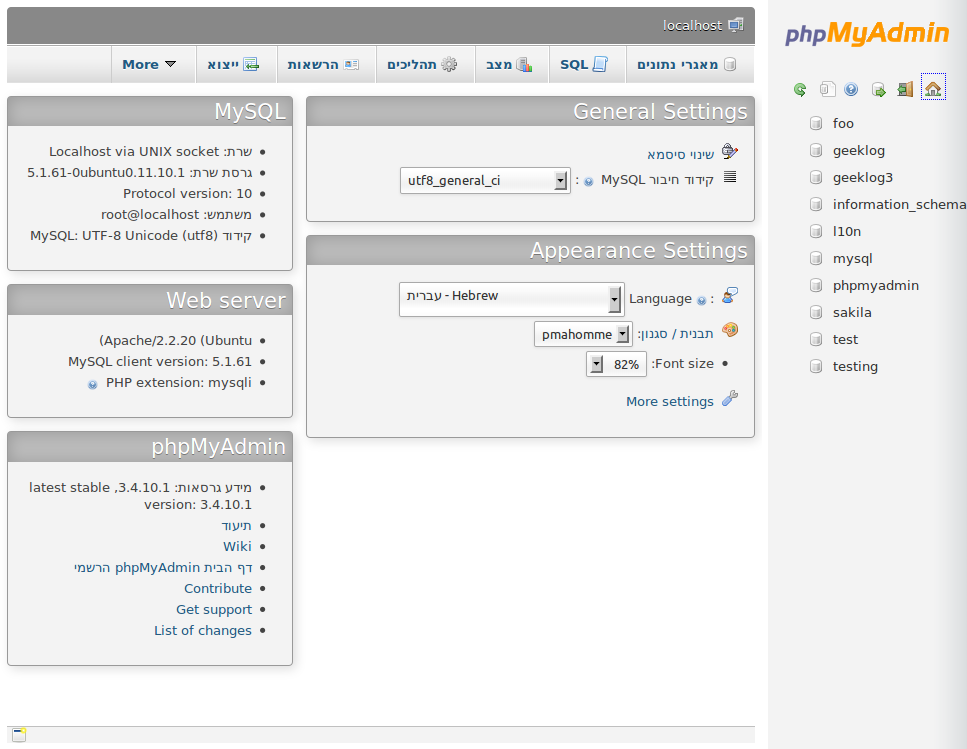 localhost
phpMyAdmin
מאגרי נתונים
SQL
מצב
תהליכים
הרשאות
ייצוא
More
General Settings
שינוי סיסמא
קידוד חיבור MySQL :
utf8_general_ci
Appearance Settings
Language :
עברית - Hebrew
תבנית / סגנון:
pmahomme
Font size:
82%
More settings
MySQL
שרת: Localhost via UNIX socket
גרסת שרת: 5.1.61-0ubuntu0.11.10.1
Protocol version: 10
משתמש: root@localhost
קידוד MySQL: UTF-8 Unicode (utf8)
Web server
(Apache/2.2.20 (Ubuntu
MySQL client version: 5.1.61
PHP extension: mysqli
phpMyAdmin
מידע גרסאות: 3.4.10.1, latest stable
version: 3.4.10.1
תיעוד
Wiki
דף הבית phpMyAdmin הרשמי
Contribute
Get support
List of changes
foo
geeklog
geeklog3
information_schema
l10n
mysql
phpmyadmin
sakila
test
testing